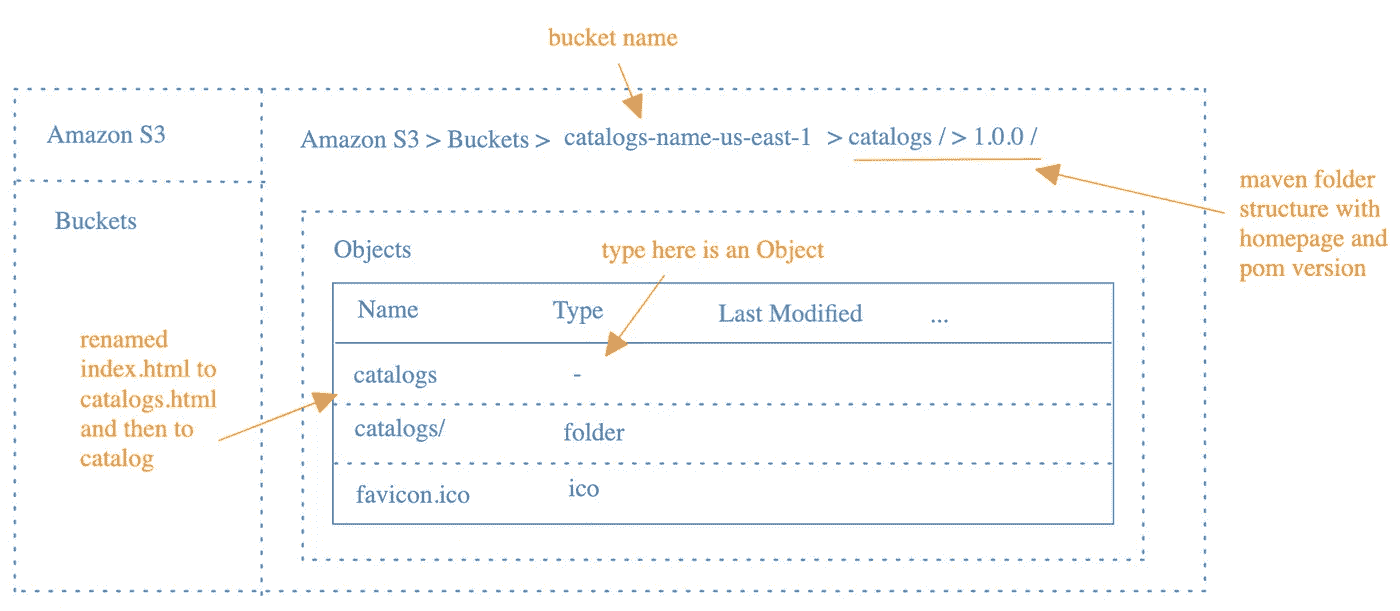 bucket name
Amazon S3
Amazon S3 > Buckets > catalogs-name-us-east-1 > catalogs / > 1.0.0 /
maven folder
structure with
homepage and
pom version
Buckets
Objects
type here is an Object
Name Type Last Modified ...
renamed
index.html to
catalogs.html
and then to
catalog
catalogs -
catalogs/ folder
favicon.ico ico